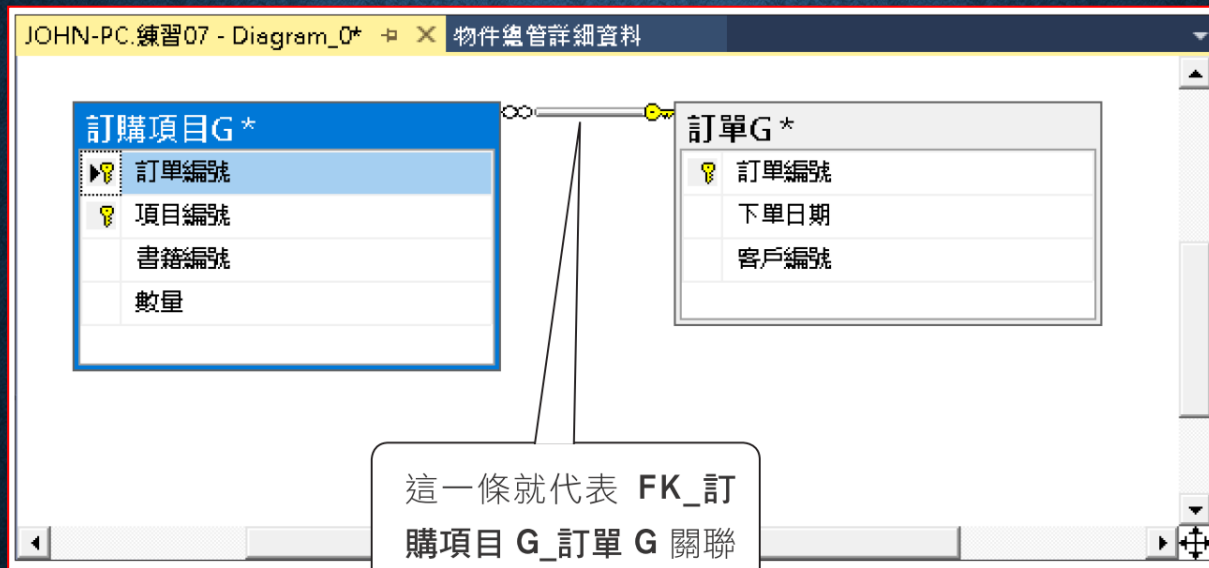 JOHN-PC.練習07 - Diagram_0*
物件總管詳細資料
訂購項目G *
訂單編號
項目編號
書籍編號
數量
訂單G *
訂單編號
下單日期
客戶編號
這一條就代表 FK_訂
購項目 G_訂單 G 關聯